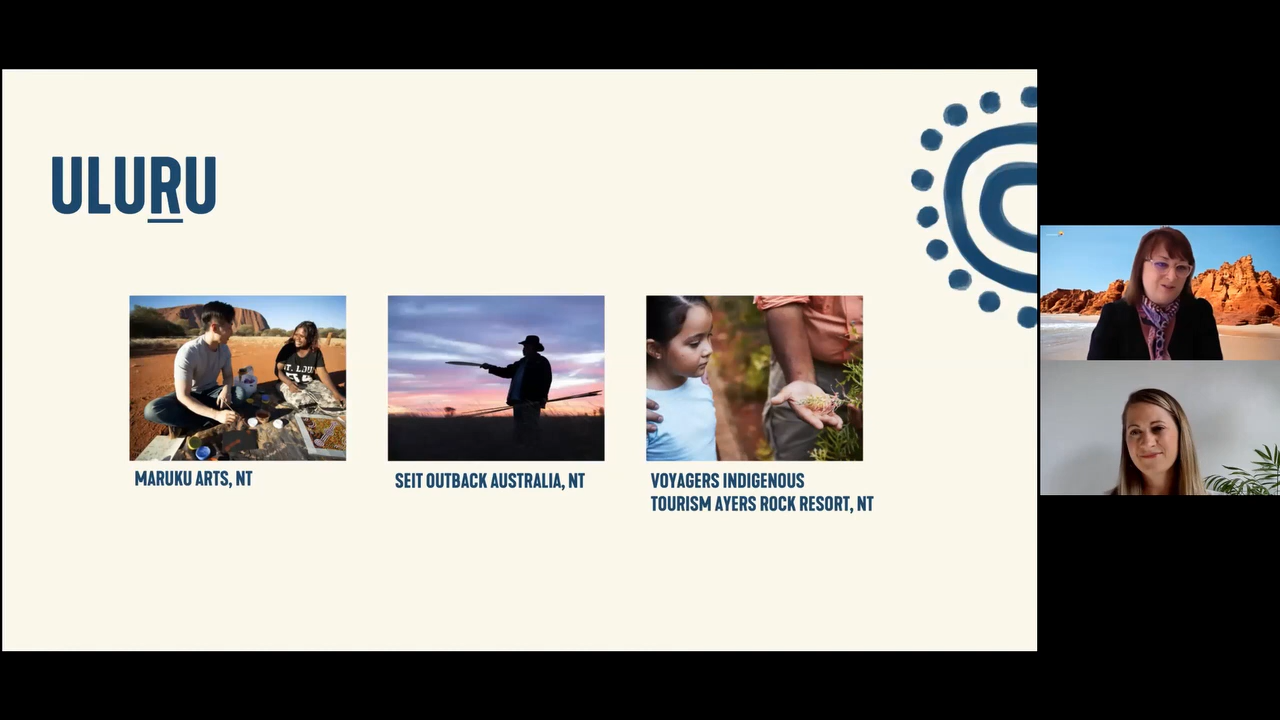 ULURU
MARUKU ARTS, NT
SEIT OUTBACK AUSTRALIA, NT
VOYAGERS INDIGENOUS
TOURISM AYERS ROCK RESORT, NT